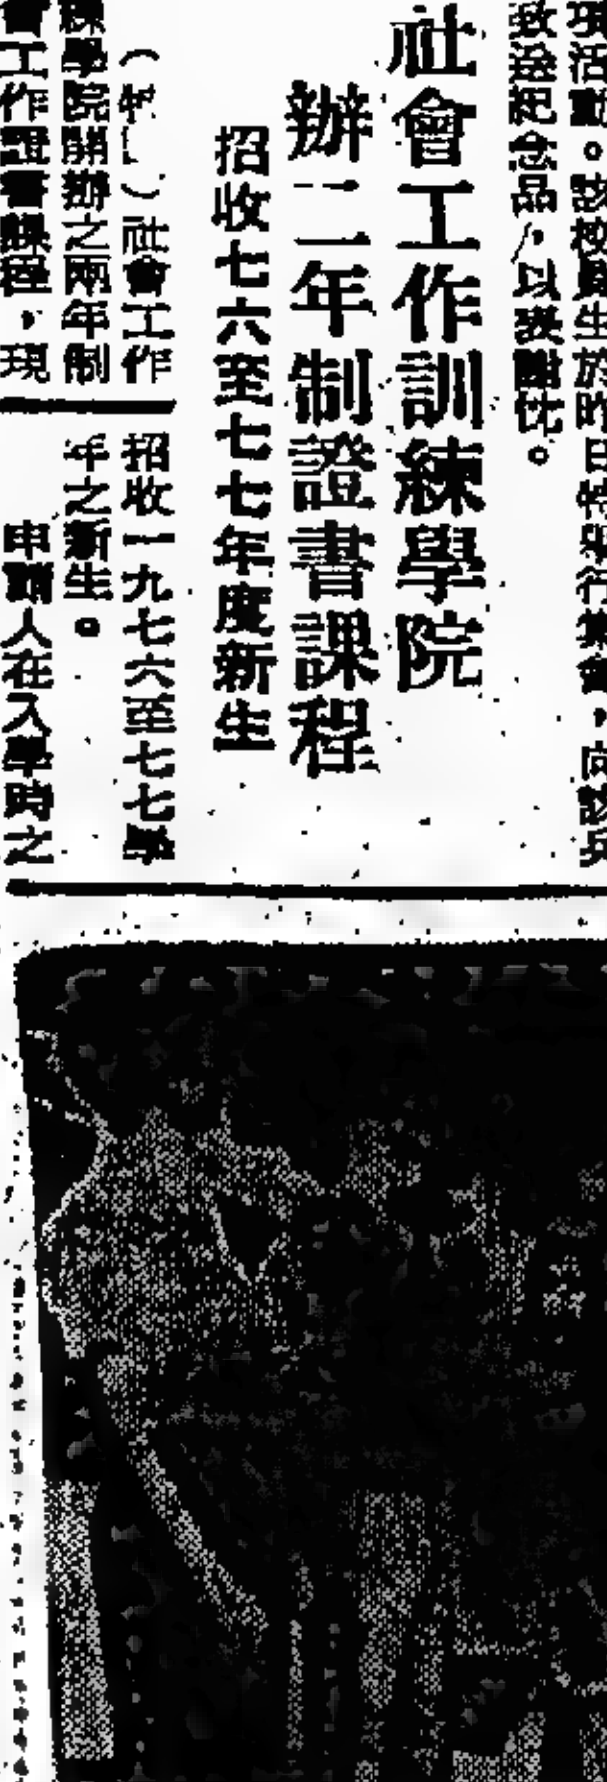 項活動。該校員生於昨日特舉行集會，向該
致送紀念品，以表謝忱。
社會工作訓練學院
辦二年制證書課程
招收七六至七七年度新生
社會工作
練學院開辦之兩年制
會工作證書課程，現
招收一九七六至七七學
年之新生。
申請人在入學時之